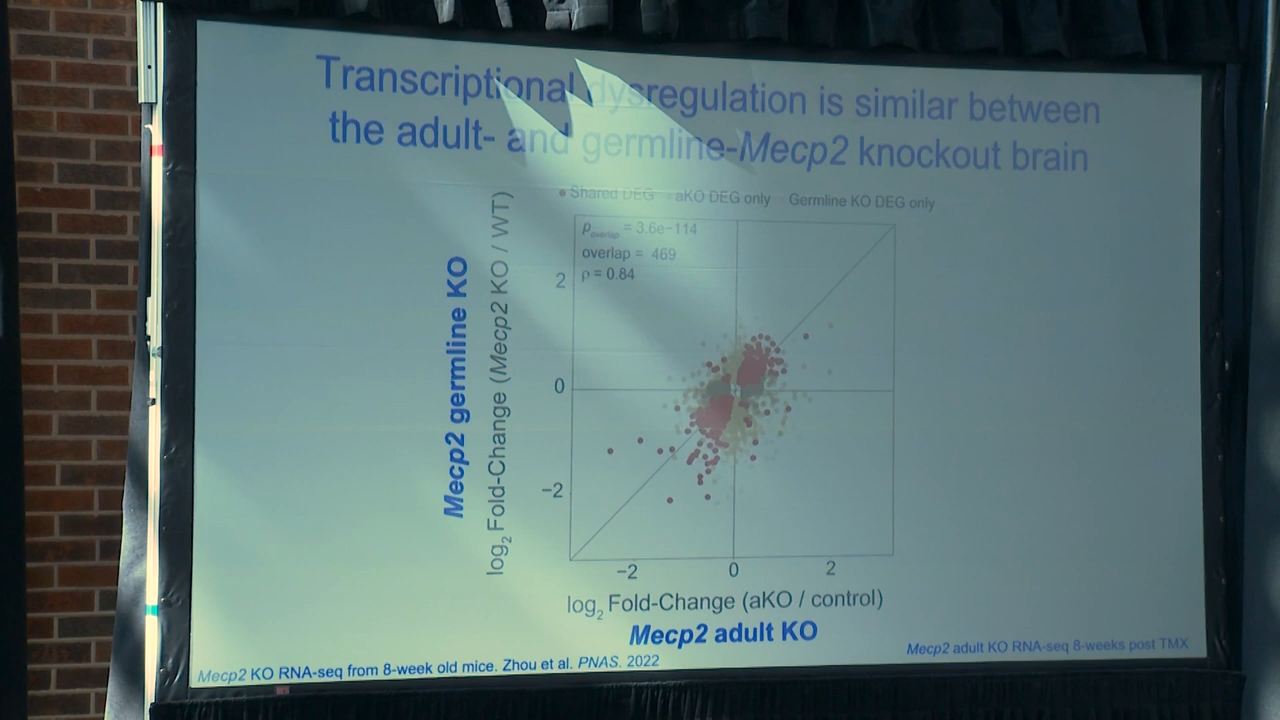 Transcriptional dysregulation is similar between
the adult- and germline-Mecp2 knockout brain
Shared DEG aKO DEG only Germline KO DEG only
Poverlap = 3.6e−114
overlap = 469
ρ = 0.84
Mecp2 germline KO
log2 Fold-Change (Mecp2 KO / WT)
2
0
−2
−2 0 2
log2 Fold-Change (aKO / control)
Mecp2 adult KO
Mecp2 KO RNA-seq from 8-week old mice. Zhou et al. PNAS. 2022
Mecp2 adult KO RNA-seq 8-weeks post TMX